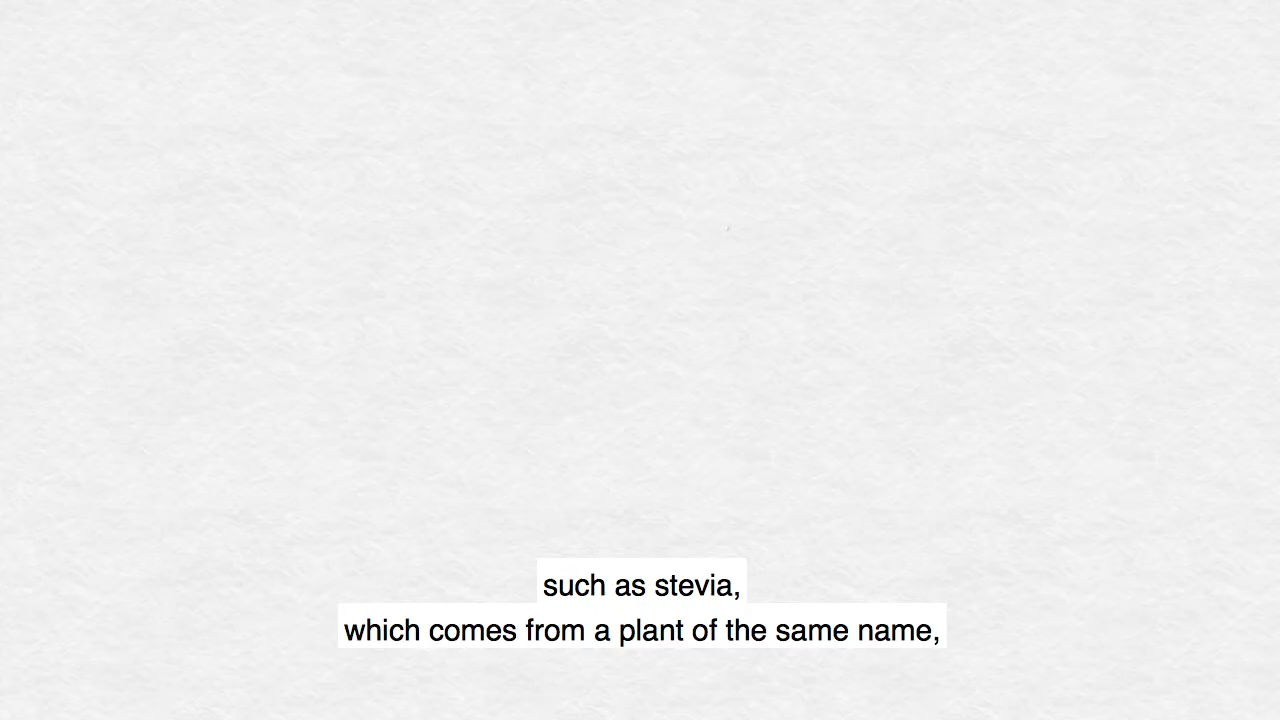 such as stevia,
which comes from a plant of the same name,